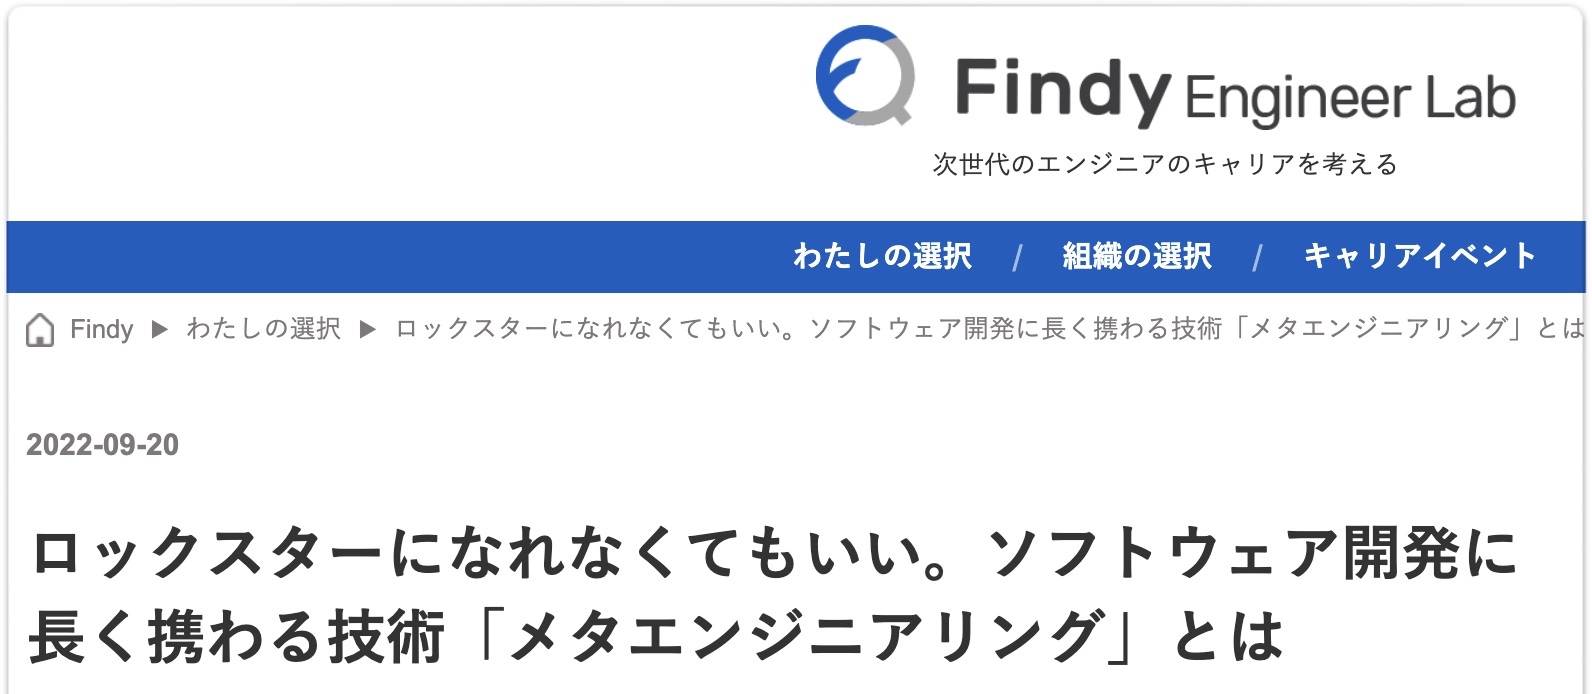 Findy Engineer Lab
次世代のエンジニアのキャリアを考える
わたしの選択 / 組織の選択 / キャリアイベント
Findy ▶ わたしの選択 ▶ ロックスターになれなくてもいい。ソフトウェア開発に長く携わる技術「メタエンジニアリング」とは
2022-09-20
ロックスターになれなくてもいい。ソフトウェア開発に
長く携わる技術「メタエンジニアリング」とは